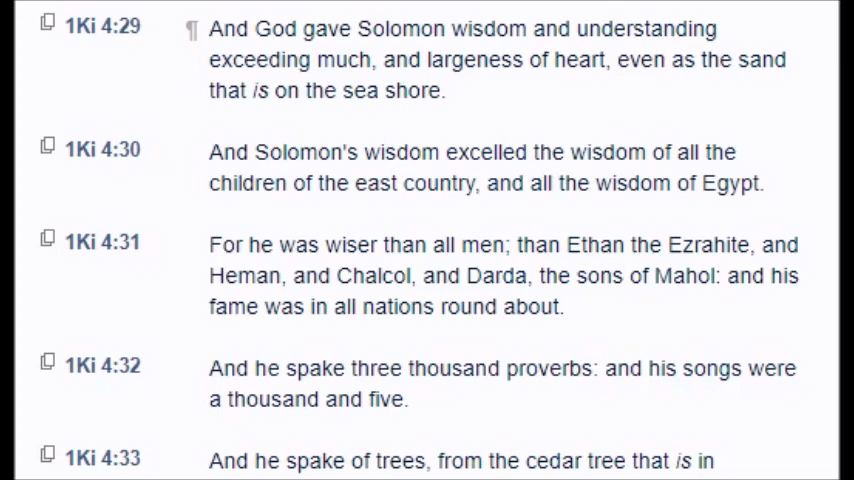 1Ki 4:29 ¶ And God gave Solomon wisdom and understanding
exceeding much, and largeness of heart, even as the sand
that is on the sea shore.
1Ki 4:30 And Solomon's wisdom excelled the wisdom of all the
children of the east country, and all the wisdom of Egypt.
1Ki 4:31 For he was wiser than all men; than Ethan the Ezrahite, and
Heman, and Chalcol, and Darda, the sons of Mahol: and his
fame was in all nations round about.
1Ki 4:32 And he spake three thousand proverbs: and his songs were
a thousand and five.
1Ki 4:33 And he spake of trees, from the cedar tree that is in